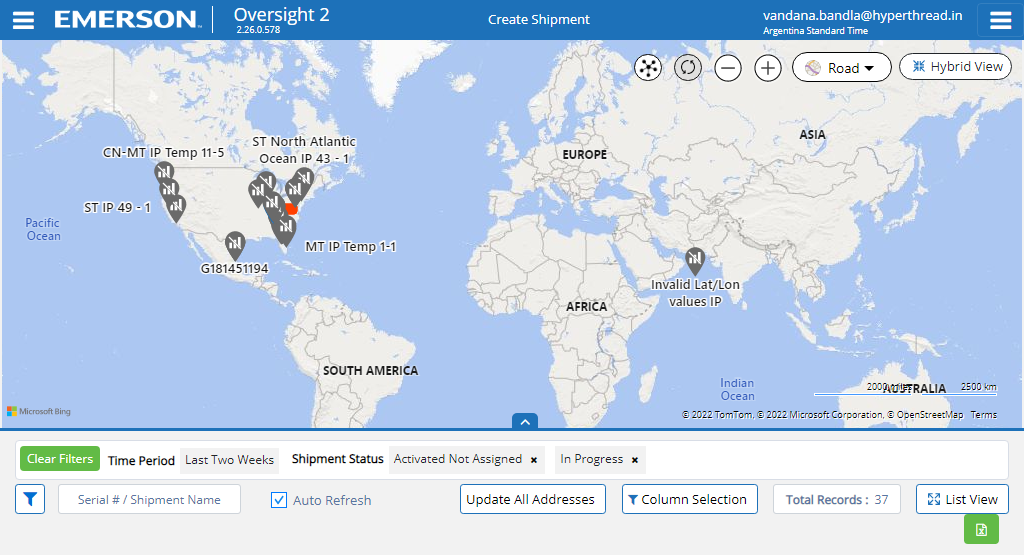 EMERSON
Oversight 2
2.26.0.578
Create Shipment
vandana.bandla@hyperthread.in
Argentina Standard Time
Road
Hybrid View
ASIA
EUROPE
ST North Atlantic
Ocean IP 43 - 1
CN-MT IP Temp 11-5
ST IP 49 - 1
Pacific
Ocean
MT IP Temp 1-1
G181451194
Invalid Lat/Lon
values IP
AFRICA
SOUTH AMERICA
Indian
Ocean
AUSTRALIA
2000 miles
2500 km
Microsoft Bing
© 2022 TomTom, © 2022 Microsoft Corporation, © OpenStreetMap Terms
Clear Filters
Time Period
Last Two Weeks
Shipment Status
Activated Not Assigned ×
In Progress ×
Serial # / Shipment Name
Auto Refresh
Update All Addresses
Column Selection
Total Records : 37
List View